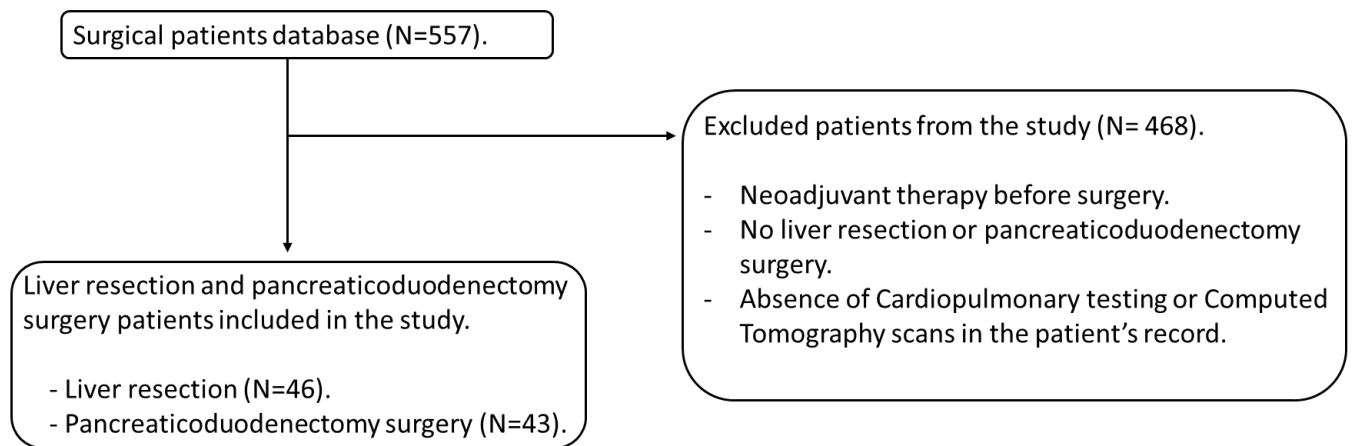 Surgical patients database (N=557).
Excluded patients from the study (N= 468).
- Neoadjuvant therapy before surgery.
- No liver resection or pancreaticoduodenectomy
surgery.
- Absence of Cardiopulmonary testing or Computed
Tomography scans in the patient's record.
Liver resection and pancreaticoduodenectomy
surgery patients included in the study.
- Liver resection (N=46).
- Pancreaticoduodenectomy surgery (N=43).